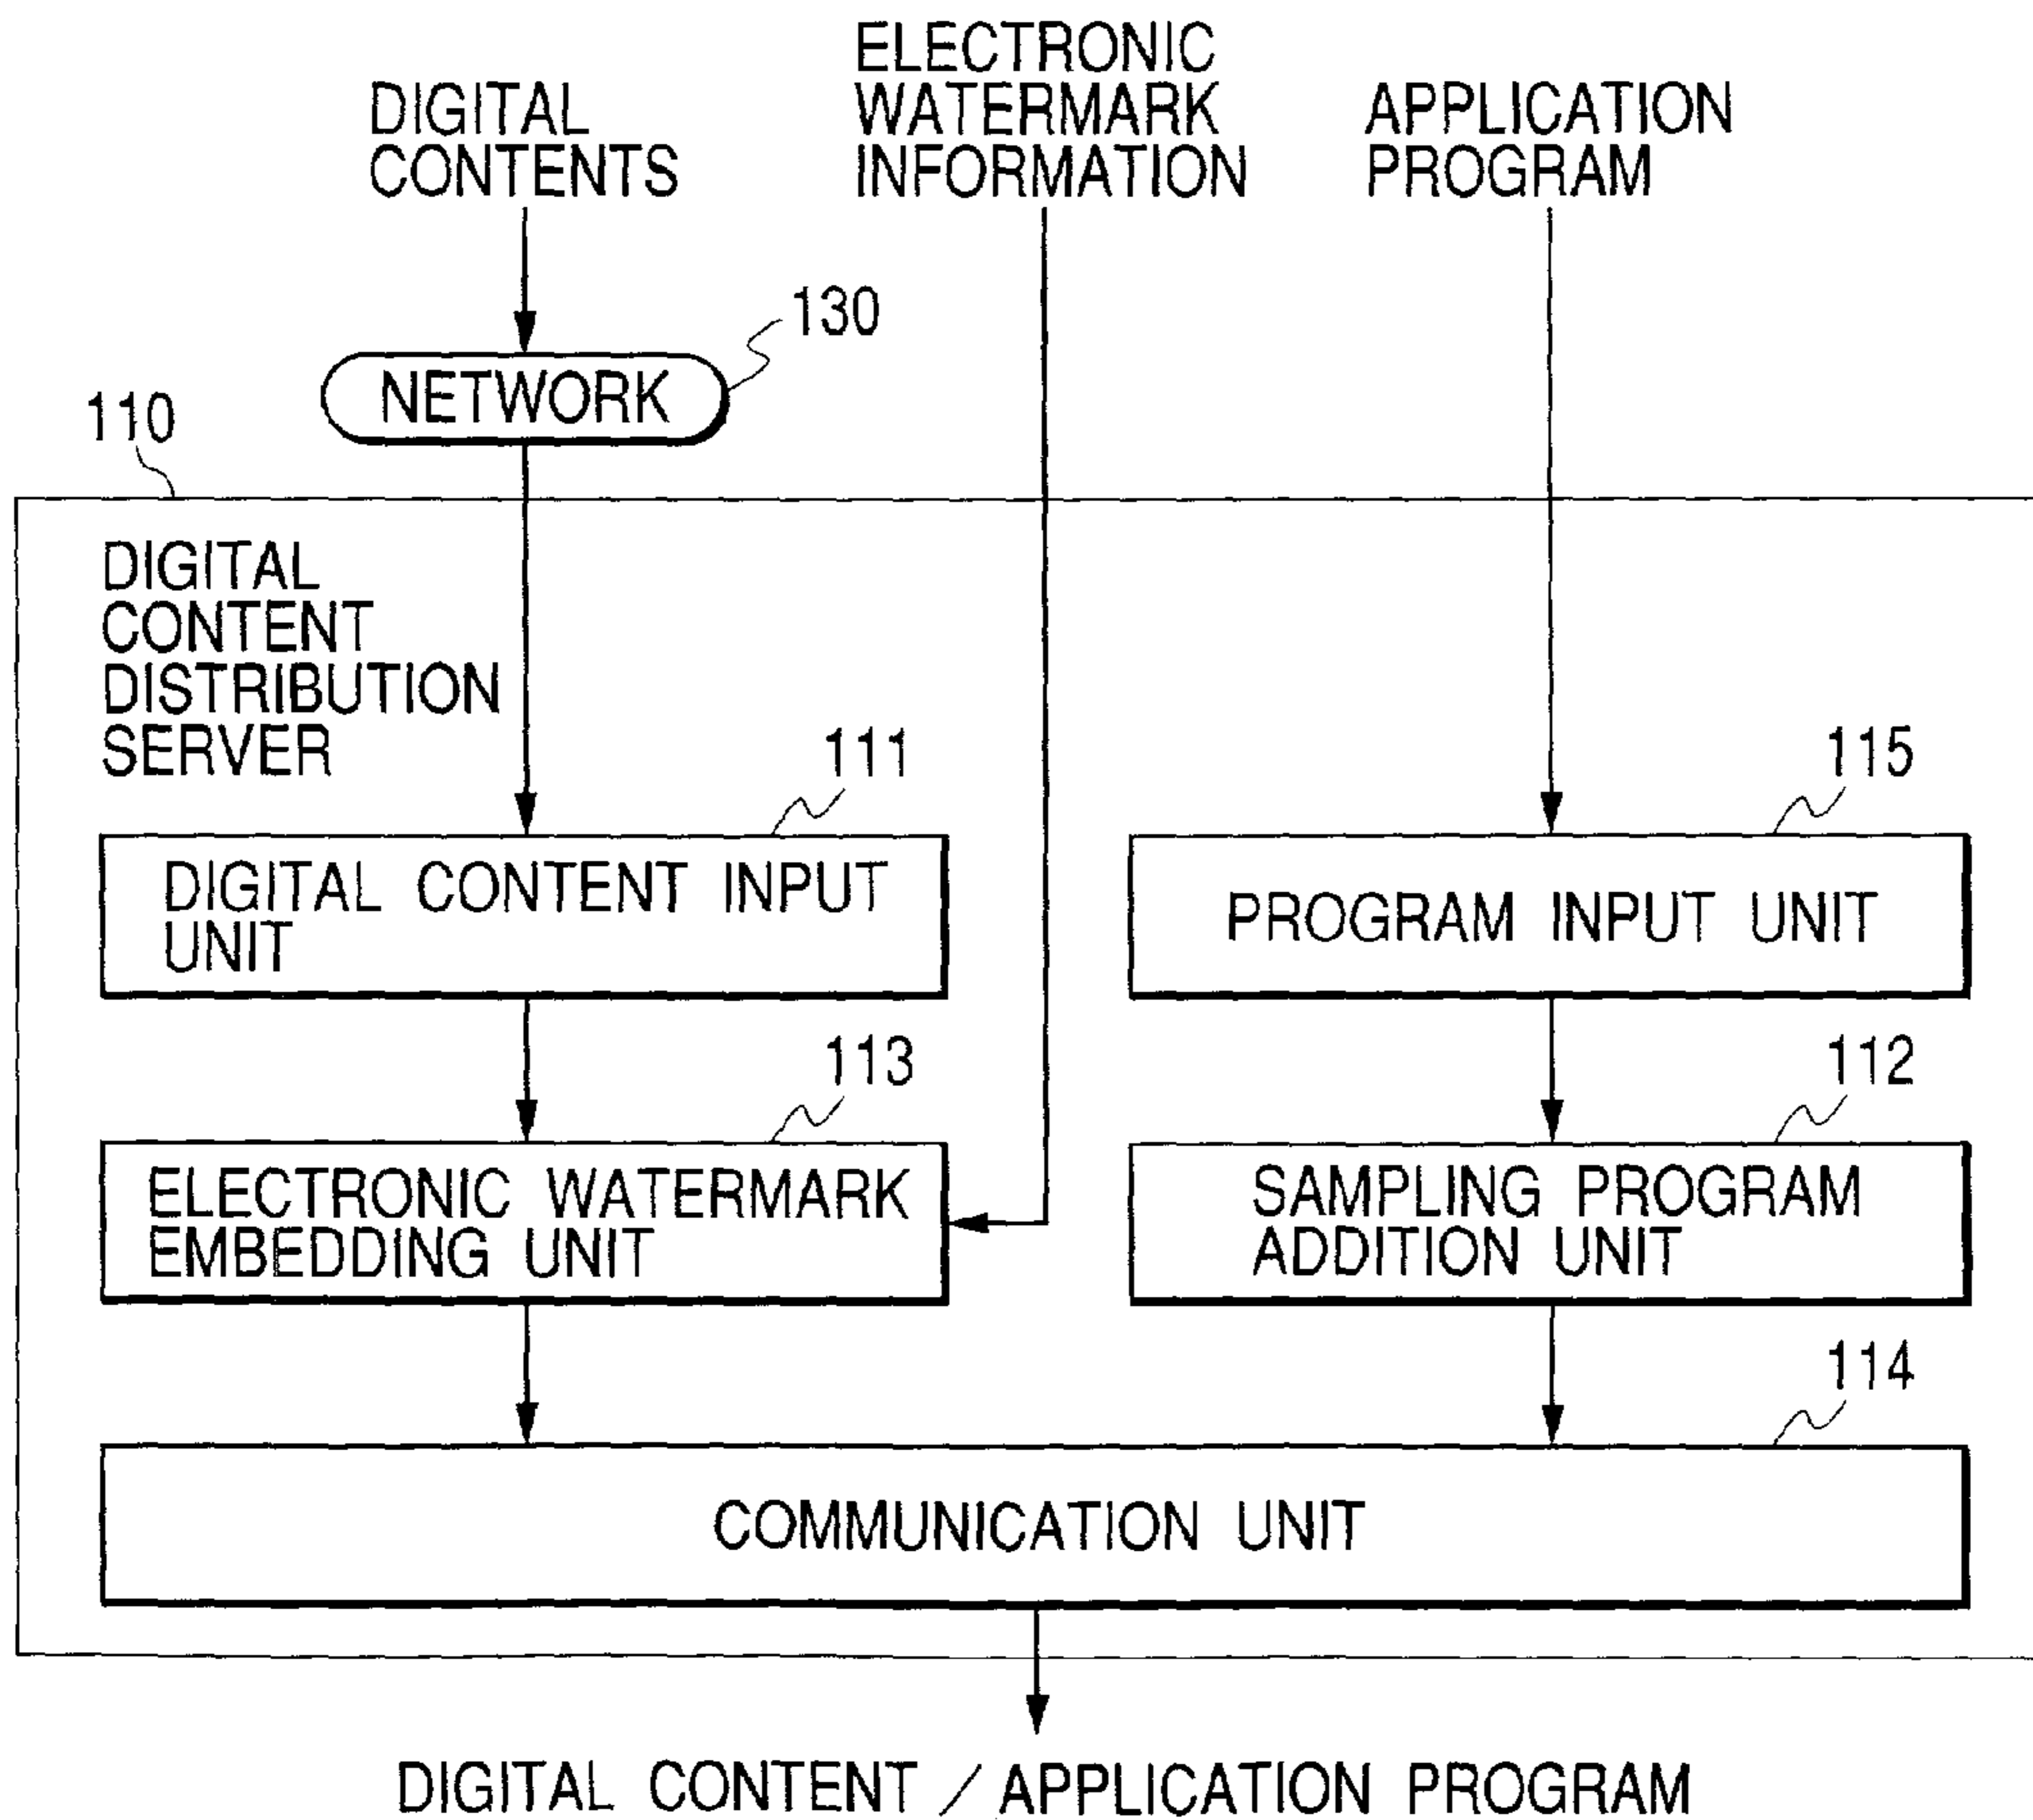 DIGITAL
CONTENTS
ELECTRONIC
WATERMARK
INFORMATION
APPLICATION
PROGRAM
130
NETWORK
110
DIGITAL
CONTENT
DISTRIBUTION
SERVER
111
115
DIGITAL CONTENT INPUT
UNIT
PROGRAM INPUT UNIT
113
112
ELECTRONIC WATERMARK
EMBEDDING UNIT
SAMPLING PROGRAM
ADDITION UNIT
114
COMMUNICATION UNIT
DIGITAL CONTENT / APPLICATION PROGRAM